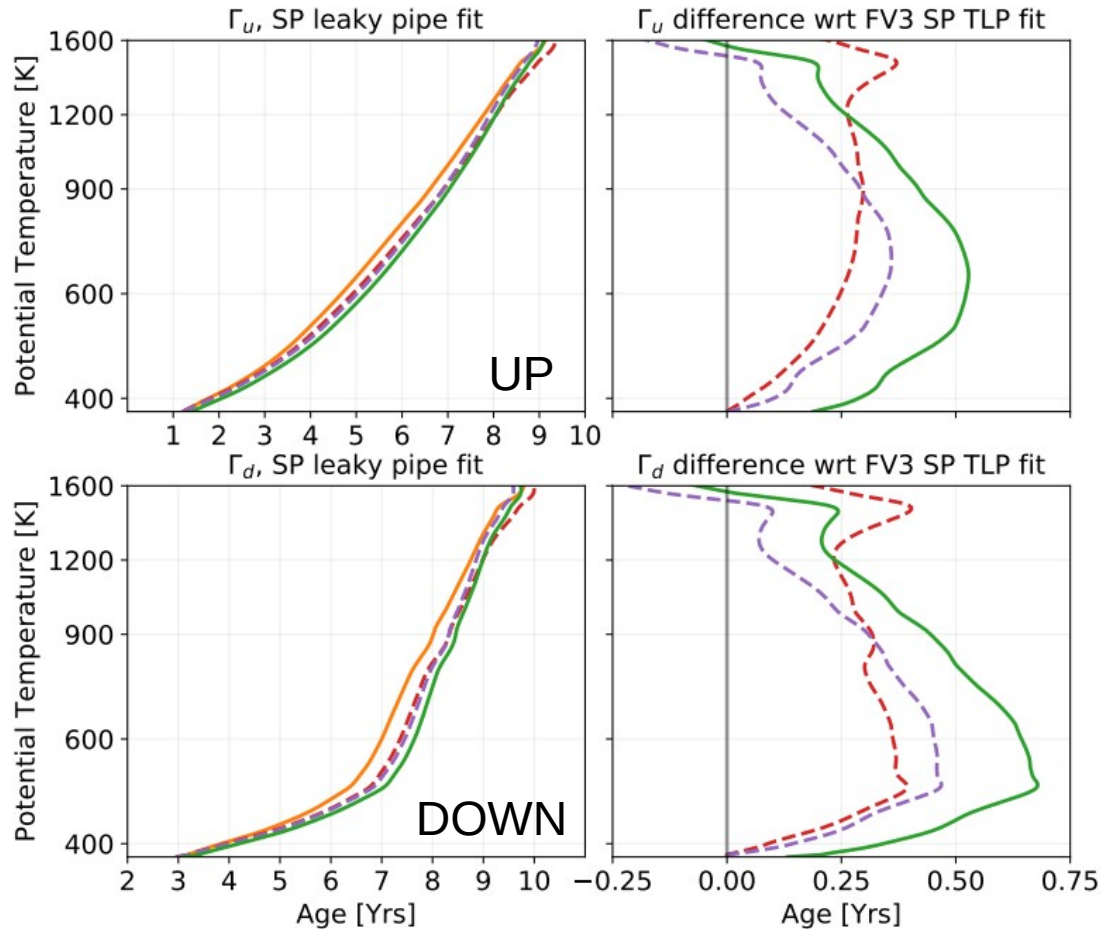 Γu, SP leaky pipe fit
Γu difference wrt FV3 SP TLP fit
Potential Temperature [K]
1600
1200
900
600
400
UP
1 2 3 4 5 6 7 8 9 10
Γd, SP leaky pipe fit
Γd difference wrt FV3 SP TLP fit
Potential Temperature [K]
1600
1200
900
600
400
DOWN
2 3 4 5 6 7 8 9 10
−0.25 0.00 0.25 0.50 0.75
Age [Yrs]
Age [Yrs]